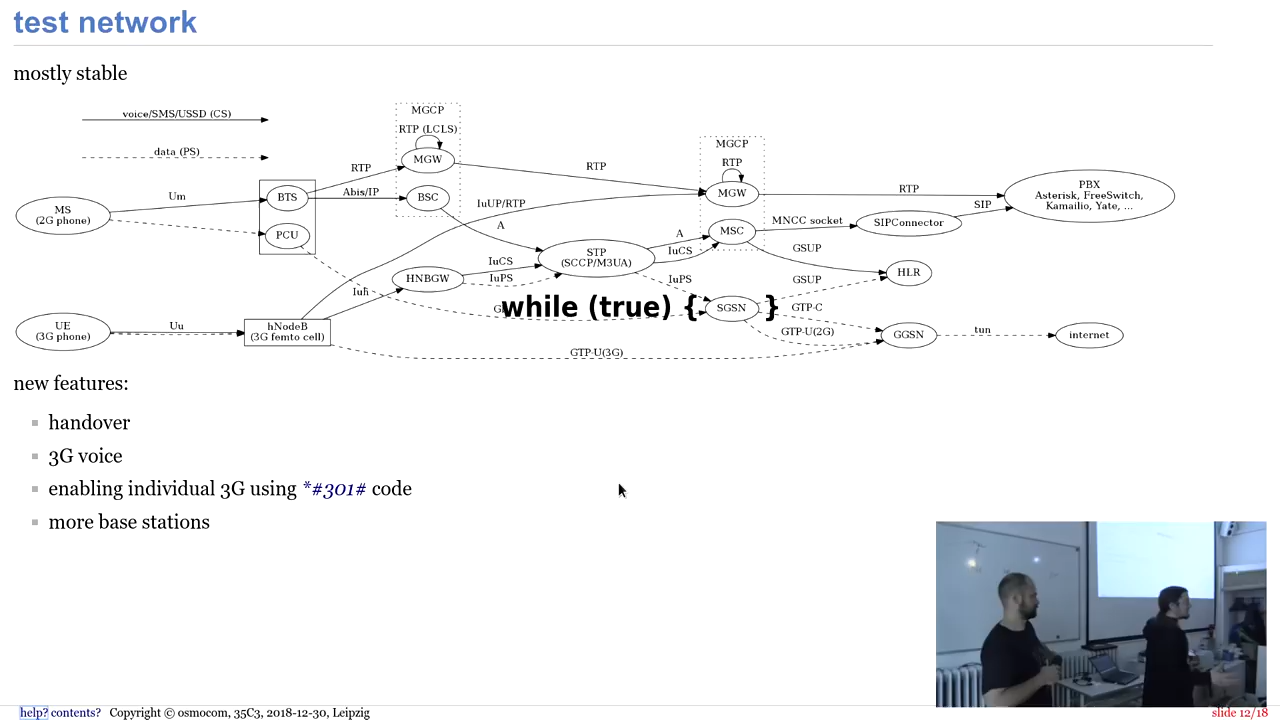 test network
mostly stable
voice/SMS/USSD (CS)
data (PS)
MGCP
RTP (LCLS)
MGW
RTP
Abis/IP
BSC
BTS
PCU
Um
MS
(2G phone)
RTP
MGCP
RTP
MGW
MSC
RTP
PBX
Asterisk, FreeSwitch,
Kamailio, Yate, ...
SIP
MNCC socket
SIPConnector
IuUP/RTP
A
STP
(SCCP/M3UA)
A
IuCS
GSUP
GSUP
HLR
HNBGW
IuCS
IuPS
IuPS
Iuh
while (true) {
SGSN
}
GTP-C
GTP-U(2G)
GGSN
tun
internet
UE
(3G phone)
Uu
hNodeB
(3G femto cell)
GTP-U(3G)
new features:
handover
3G voice
enabling individual 3G using *#301# code
more base stations
help? contents? Copyright © osmocom, 35C3, 2018-12-30, Leipzig
slide 12/18